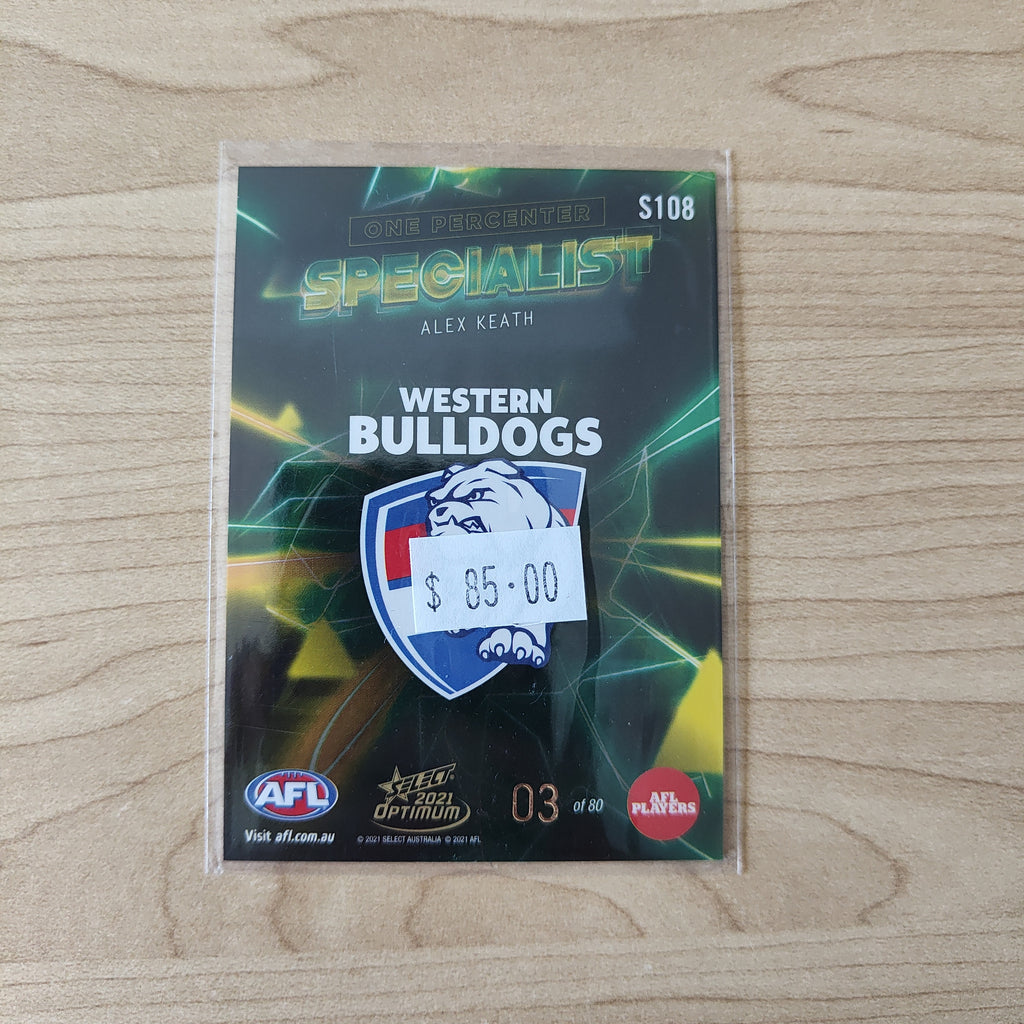 S108
ONE PERCENTER
SPECIALIST
ALEX KEATH
WESTERN
BULLDOGS
$ 85.00
AFL
Visit afl.com.au
SELECT
2021
OPTIMUM
© 2021 SELECT AUSTRALIA © 2021 AFL
03 of 80
AFL
PLAYERS